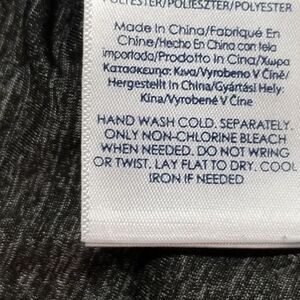 POLYESTER/POLIÉSZTER/POLYESTER
Made In China/Fabriqué En
Chine/Hecho En China con tela
importada/Prodotto In Cina/Χώρα
Κατασκευησ: Κινα/Vyrobeno V Číně/
Hergestellt In China/Gyártási Hely:
Kína/Vyrobené V Číne
HAND WASH COLD, SEPARATELY.
ONLY NON-CHLORINE BLEACH
WHEN NEEDED. DO NOT WRING
OR TWIST. LAY FLAT TO DRY. COOL
IRON IF NEEDED